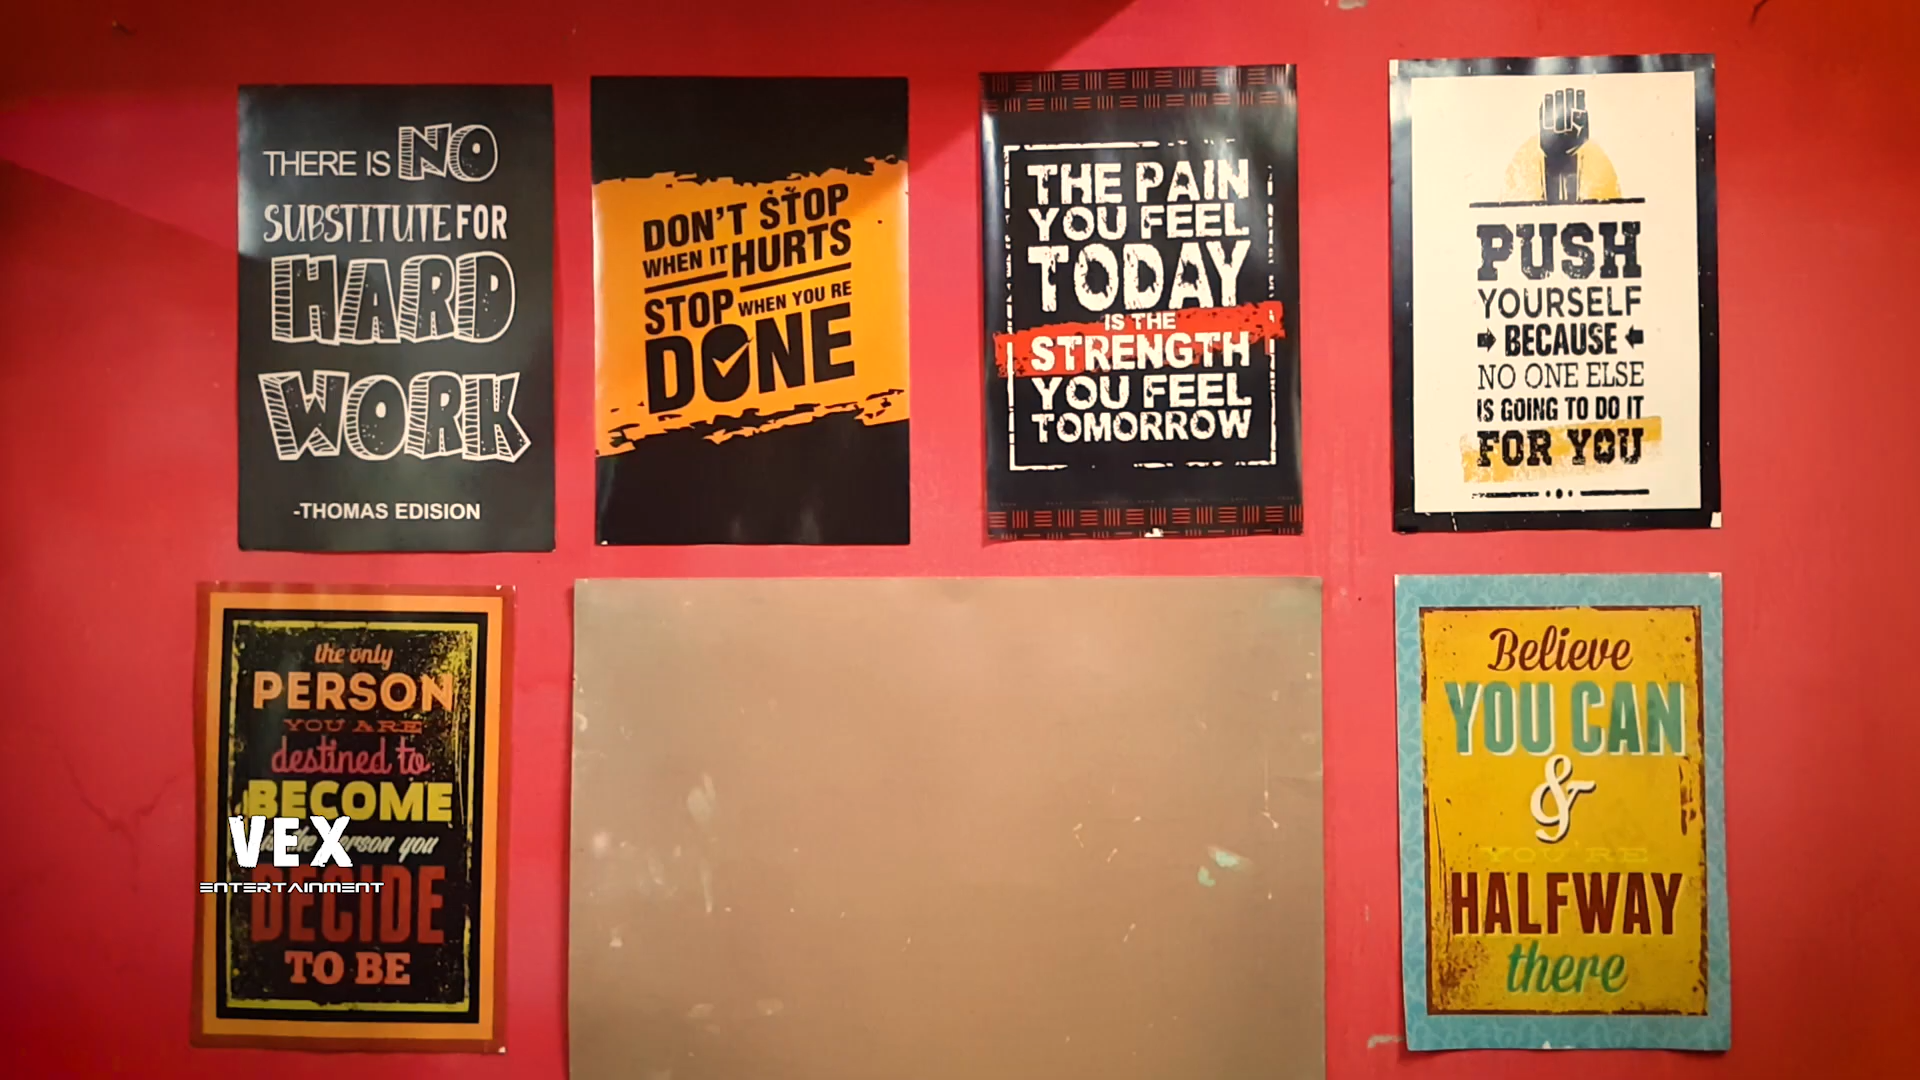 THERE IS NO
SUBSTITUTE FOR
HARD
WORK
-THOMAS EDISION
DON'T STOP
WHEN IT HURTS
STOP WHEN YOU RE
DONE
THE PAIN
YOU FEEL
TODAY
IS THE
STRENGTH
YOU FEEL
TOMORROW
PUSH
YOURSELF
BECAUSE
NO ONE ELSE
IS GOING TO DO IT
FOR YOU
the only
PERSON
YOU ARE
destined to
BECOME
person you
DECIDE
TO BE
VEX
ENTERTAINMENT
Believe
YOU CAN
&
YOU'RE
HALFWAY
there